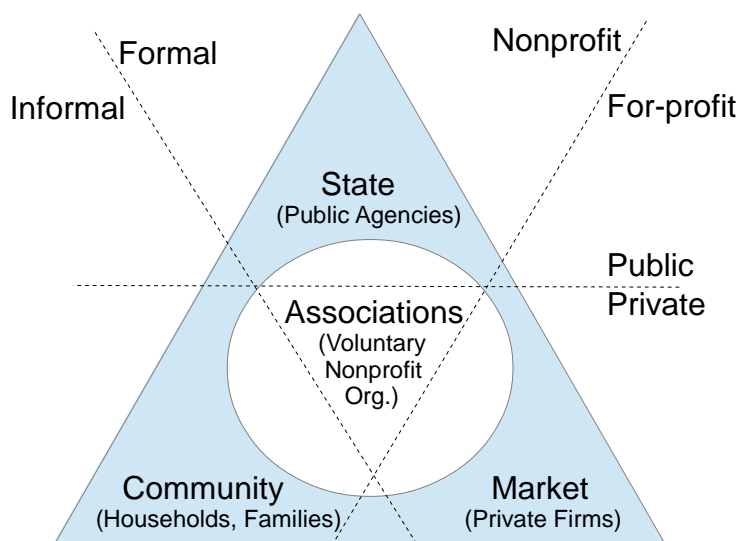 Formal
Informal
Nonprofit
For-profit
State
(Public Agencies)
Public
Private
Associations
(Voluntary
Nonprofit
Org.)
Community
(Households, Families)
Market
(Private Firms)